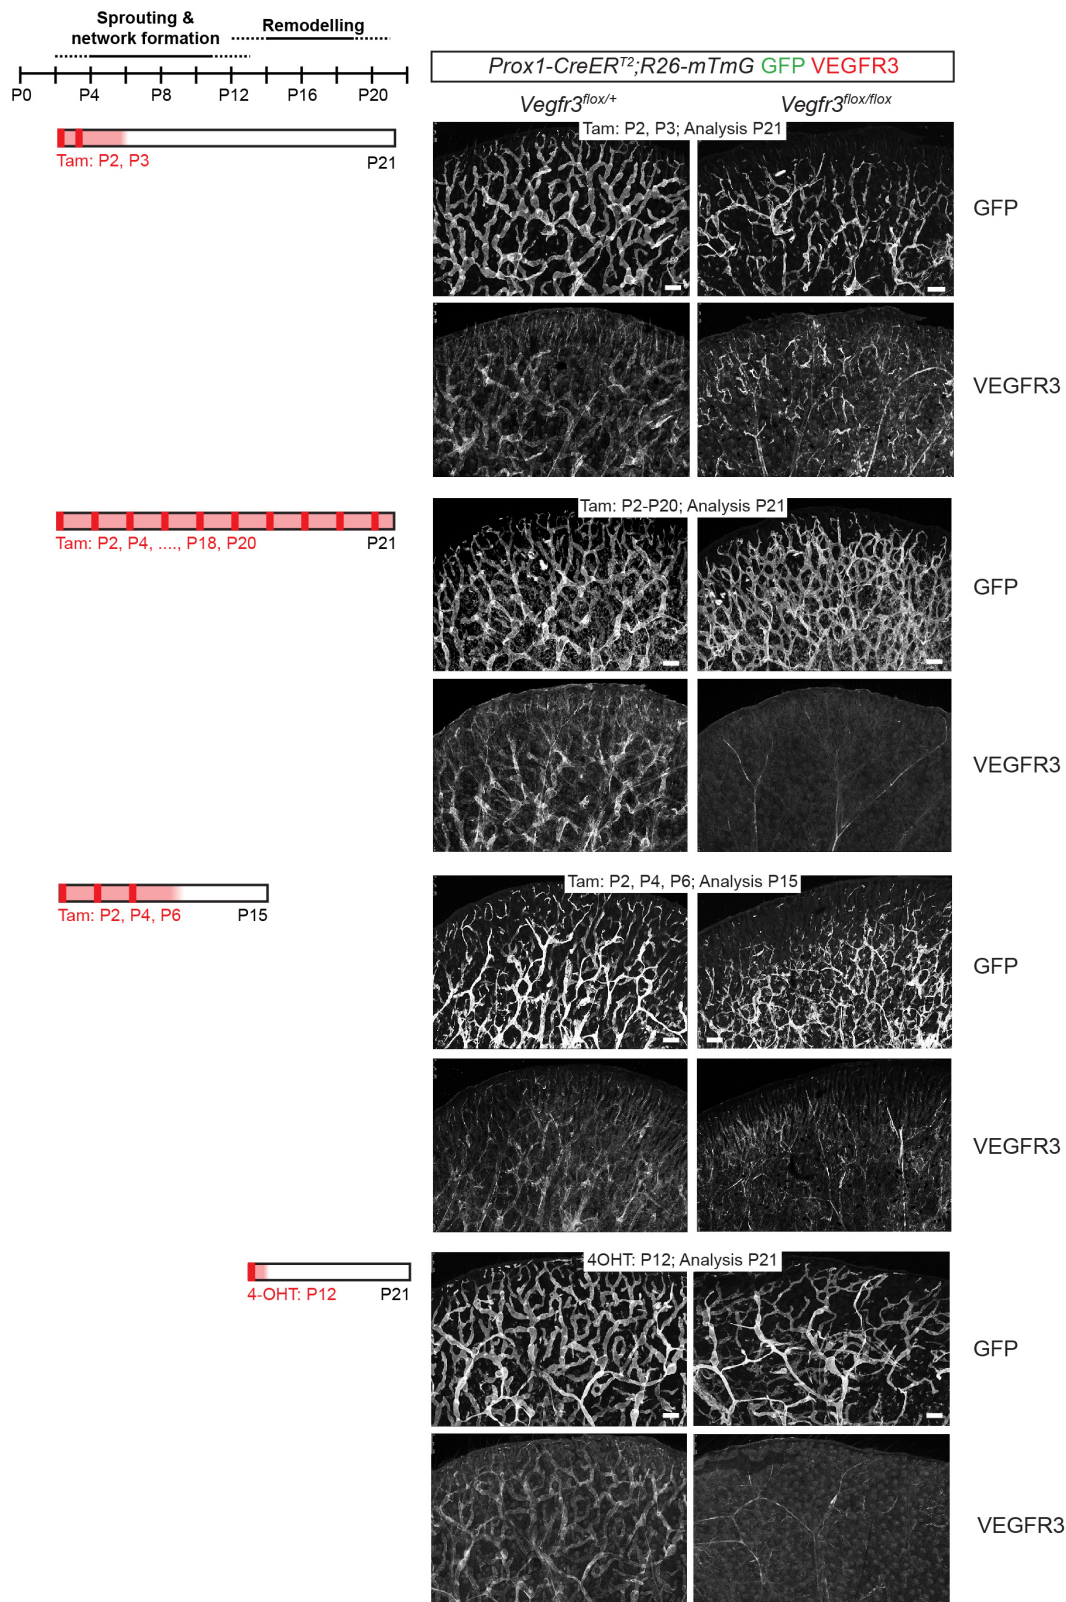 Sprouting &
network formation
Remodelling
P0 P4 P8 P12 P16 P20
Prox1-CreERT2;R26-mTmG GFP VEGFR3
Vegfr3flox/+
Vegfr3flox/flox
Tam: P2, P3; Analysis P21
Tam: P2, P3
P21
GFP
VEGFR3
Tam: P2-P20; Analysis P21
Tam: P2, P4, ...., P18, P20
P21
GFP
VEGFR3
Tam: P2, P4, P6; Analysis P15
Tam: P2, P4, P6
P15
GFP
VEGFR3
4OHT: P12; Analysis P21
4-OHT: P12
P21
GFP
VEGFR3